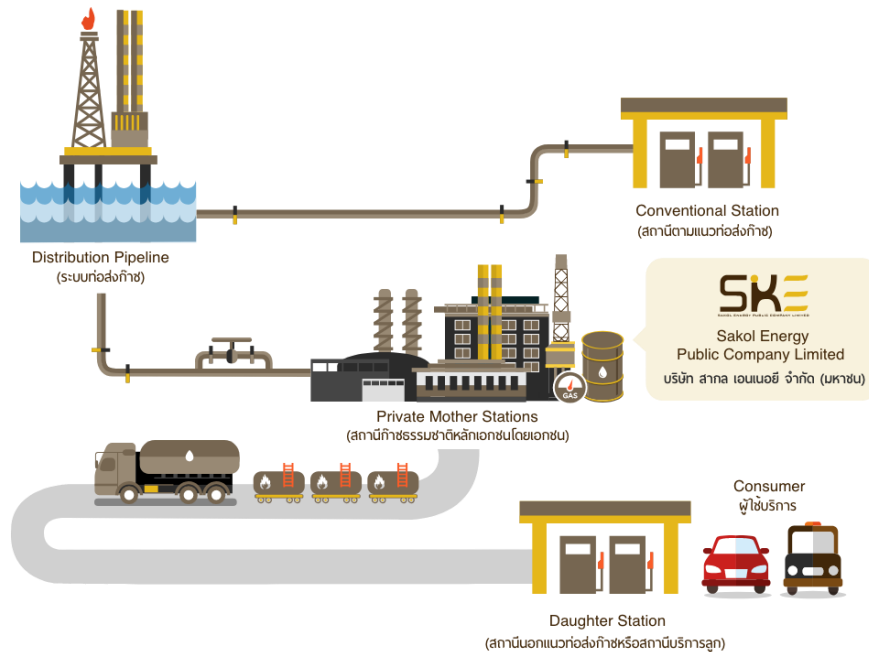 Conventional Station
(สถานีตามแนวท่อส่งก๊าซ)
Distribution Pipeline
(ระบบท่อส่งก๊าซ)
SKE
SAKOL ENERGY PUBLIC COMPANY LIMITED
Sakol Energy
Public Company Limited
บริษัท สากล เอนเนอยี จำกัด (มหาชน)
GAS
Private Mother Stations
(สถานีก๊าซธรรมชาติหลักเอกชนโดยเอกชน)
Consumer
ผู้ใช้บริการ
Daughter Station
(สถานีนอกแนวท่อส่งก๊าซหรือสถานีบริการลูก)